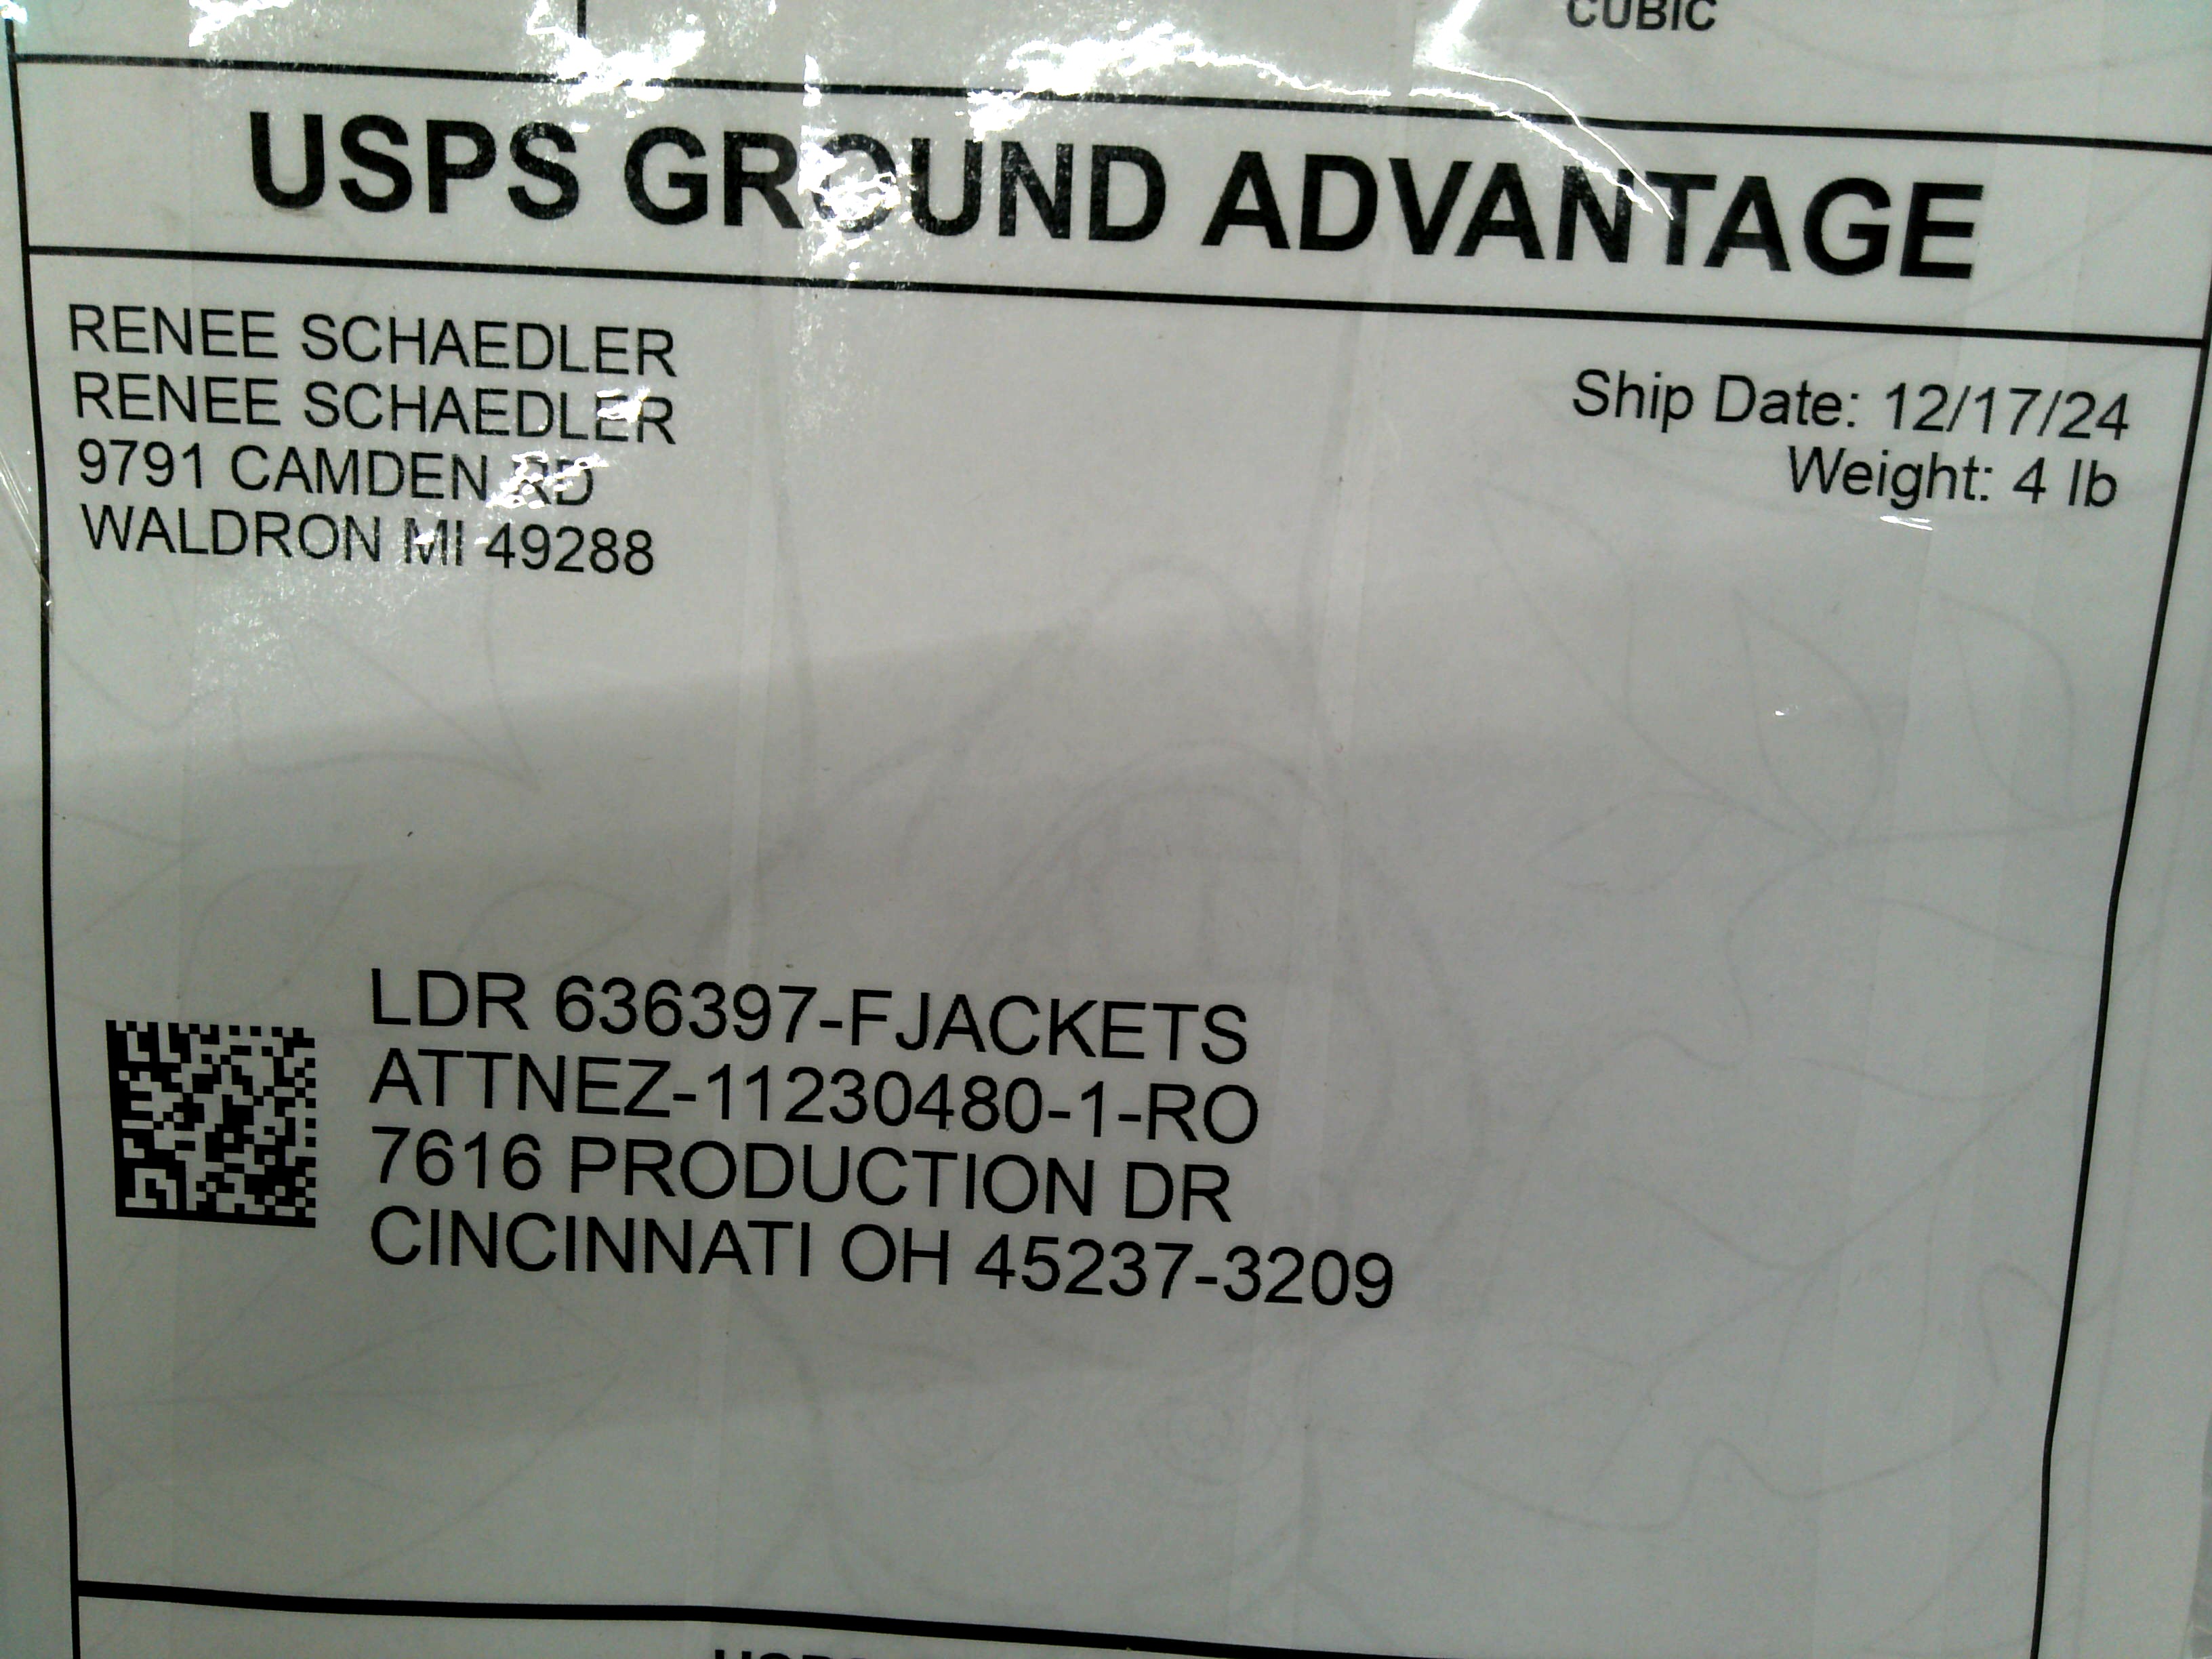 CUBIC
USPS GROUND ADVANTAGE
RENEE SCHAEDLER
RENEE SCHAEDLER
9791 CAMDEN RD
WALDRON MI 49288
Ship Date: 12/17/24
Weight: 4 lb
LDR 636397-FJACKETS
ATTNEZ-11230480-1-RO
7616 PRODUCTION DR
CINCINNATI OH 45237-3209